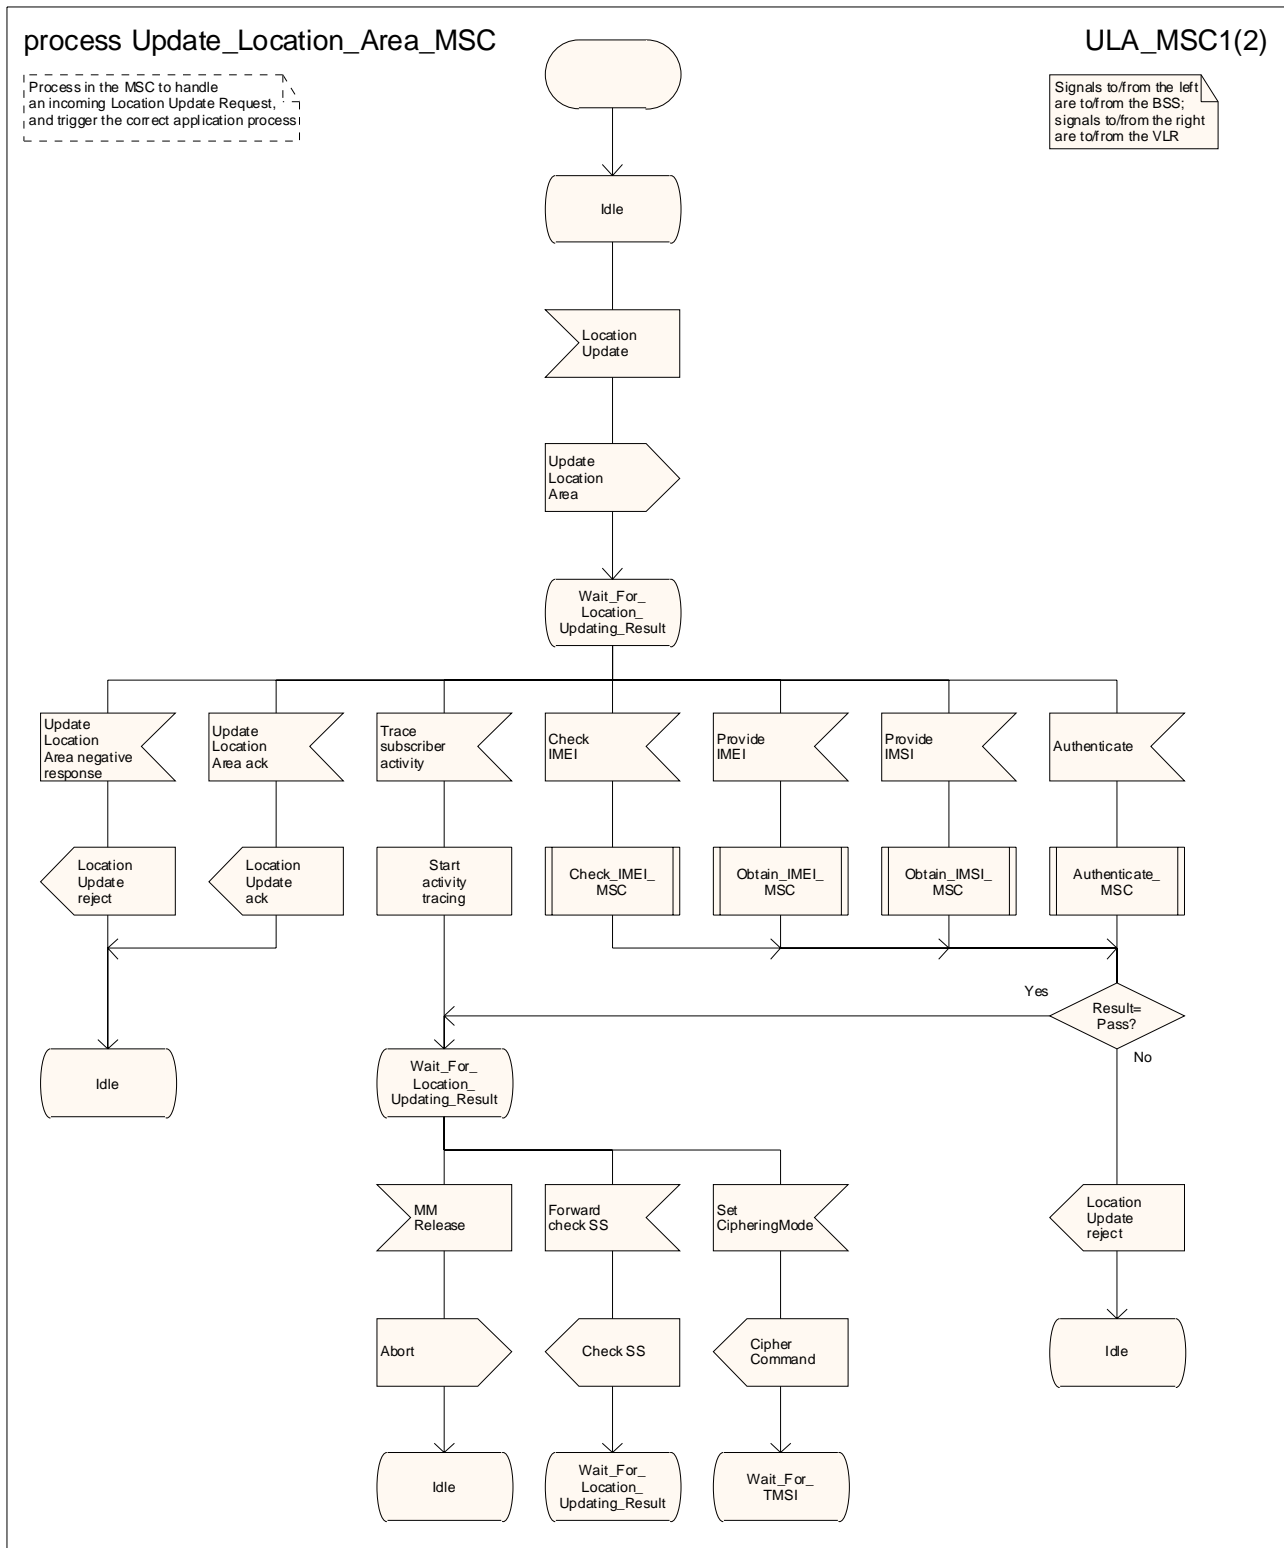 process Update_Location_Area_MSC
ULA_MSC1(2)
Process in the MSC to handle
an incoming Location Update Request,
and trigger the correct application process
Signals to/from the left
are to/from the BSS;
signals to/from the right
are to/from the VLR
Idle
Location
Update
Update
Location
Area
Wait_For_
Location_
Updating_Result
Update
Location
Area negative
response
Update
Location
Area ack
Trace
subscriber
activity
Check
IMEI
Provide
IMEI
Provide
IMSI
Authenticate
Location
Update
reject
Location
Update
ack
Start
activity
tracing
Check_IMEI_
MSC
Obtain_IMEI_
MSC
Obtain_IMSI_
MSC
Authenticate_
MSC
Yes
Result=
Pass?
No
Idle
Wait_For_
Location_
Updating_Result
MM
Release
Forward
check SS
Set
CipheringMode
Location
Update
reject
Abort
Check SS
Cipher
Command
Idle
Idle
Wait_For_
Location_
Updating_Result
Wait_For_
TMSI